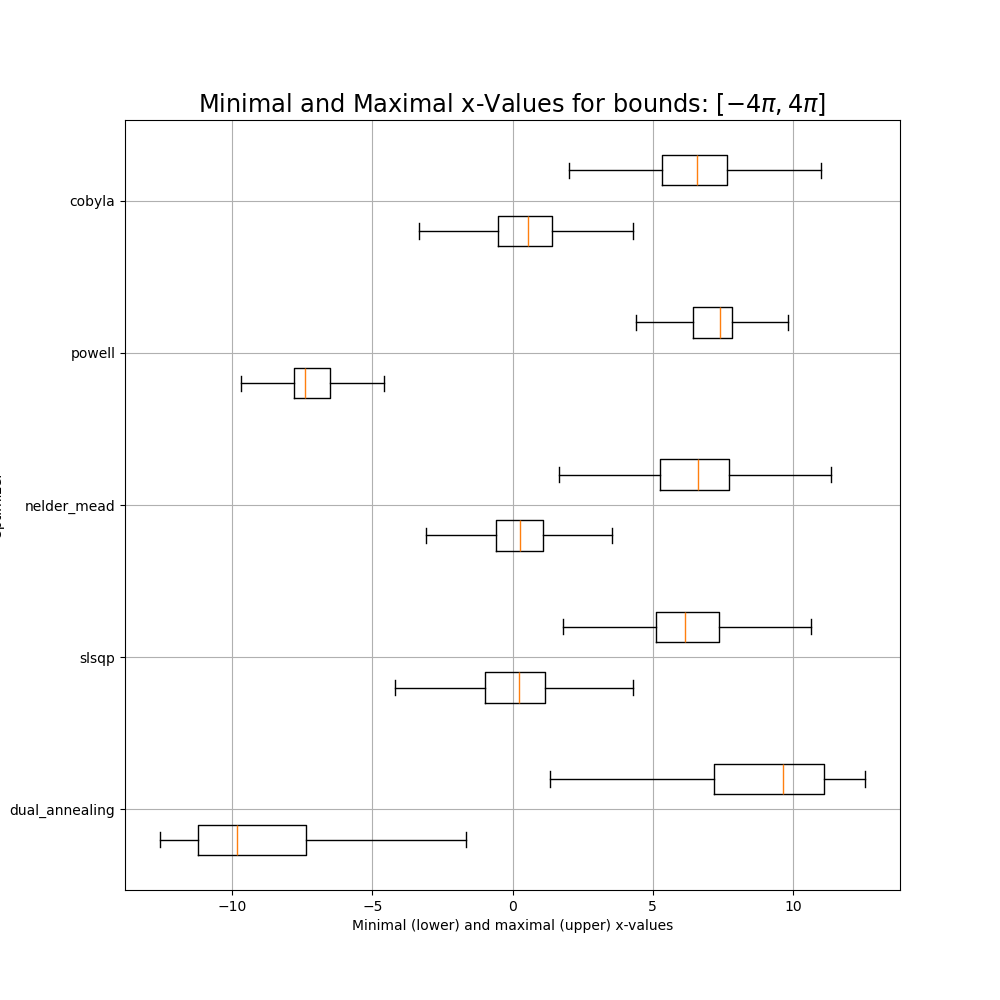 Minimal and Maximal x-Values for bounds: [−4π, 4π]
cobyla
powell
nelder_mead
slsqp
dual_annealing
−10 −5 0 5 10
Minimal (lower) and maximal (upper) x-values